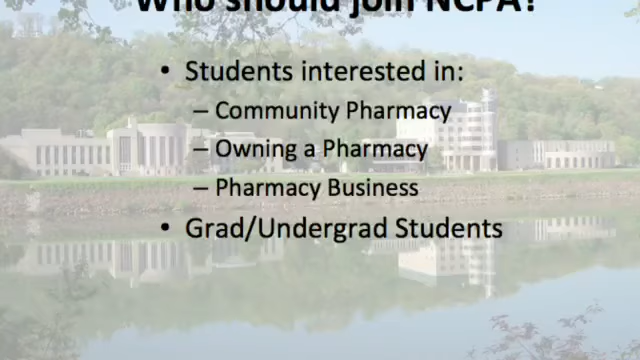 Who should join NCPA?
• Students interested in:
– Community Pharmacy
– Owning a Pharmacy
– Pharmacy Business
• Grad/Undergrad Students